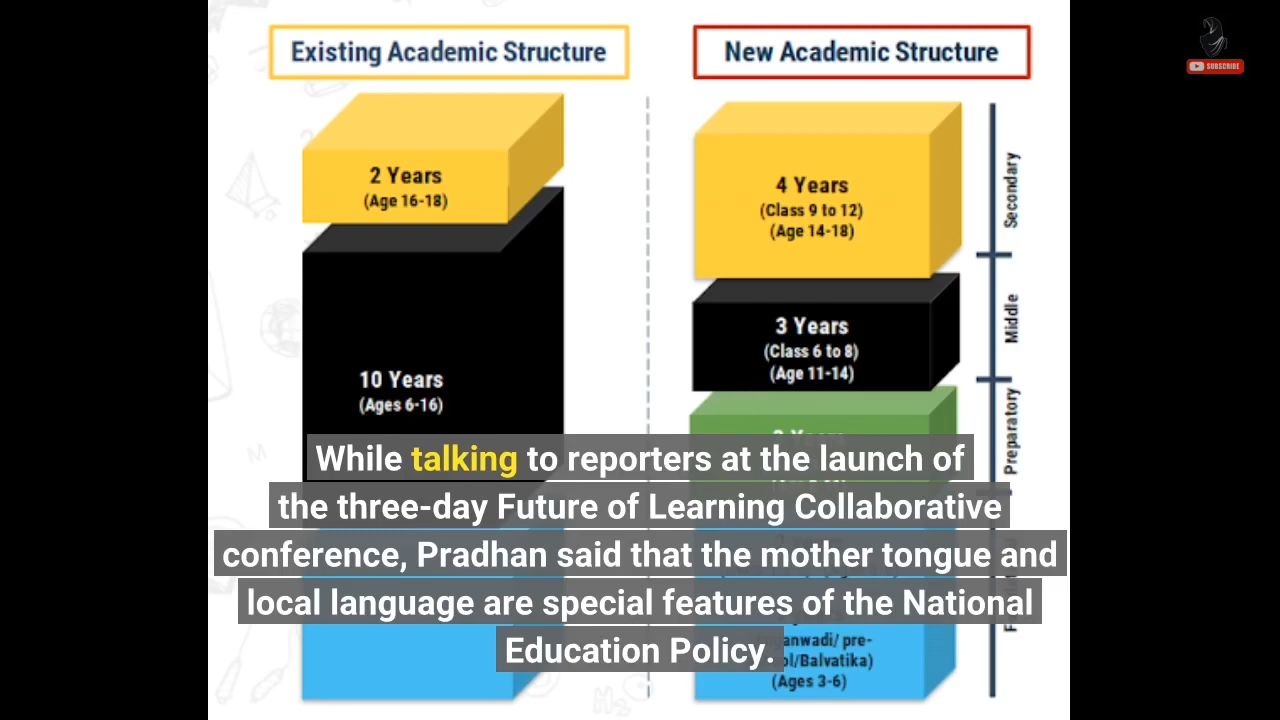 Existing Academic Structure
New Academic Structure
SUBSCRIBE
2 Years
(Age 16-18)
10 Years
(Ages 6-16)
4 Years
(Class 9 to 12)
(Age 14-18)
3 Years
(Class 6 to 8)
(Age 11-14)
Secondary
Middle
Preparatory
While talking to reporters at the launch of
the three-day Future of Learning Collaborative
conference, Pradhan said that the mother tongue and
local language are special features of the National
Education Policy.
(Ages 3-6)